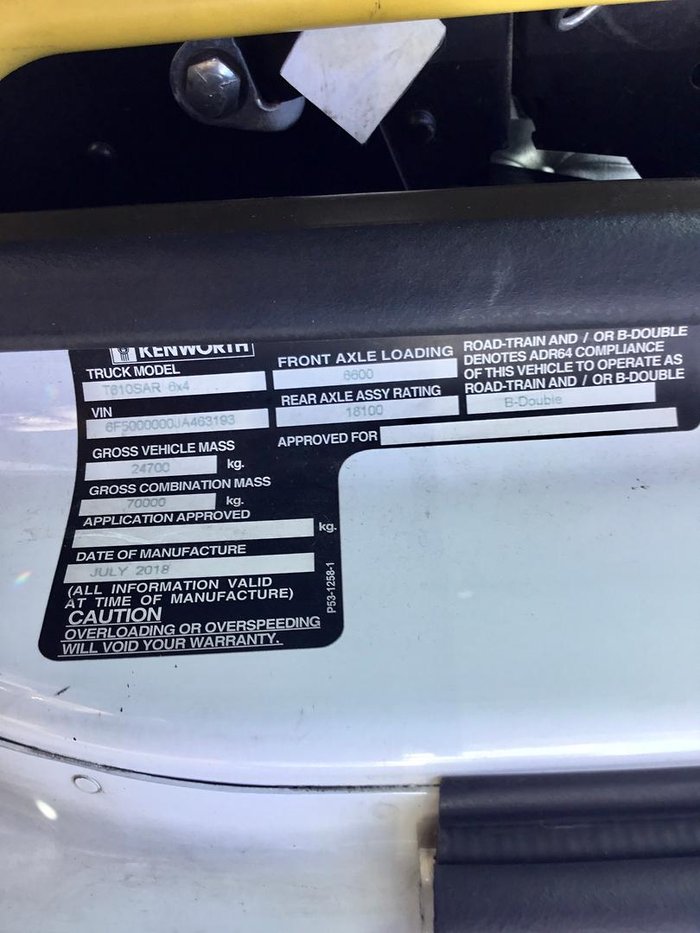 KENWORTH
TRUCK MODEL
T610SAR 6x4
VIN
6F5000000JA463193
GROSS VEHICLE MASS
24700 kg.
GROSS COMBINATION MASS
70000 kg.
APPLICATION APPROVED
kg.
DATE OF MANUFACTURE
JULY 2018
(ALL INFORMATION VALID
AT TIME OF MANUFACTURE)
CAUTION
OVERLOADING OR OVERSPEEDING
WILL VOID YOUR WARRANTY.
P53-1258-1
FRONT AXLE LOADING
6600
REAR AXLE ASSY RATING
18100
APPROVED FOR
ROAD-TRAIN AND / OR B-DOUBLE
DENOTES ADR64 COMPLIANCE
OF THIS VEHICLE TO OPERATE AS
ROAD-TRAIN AND / OR B-DOUBLE
B-Double